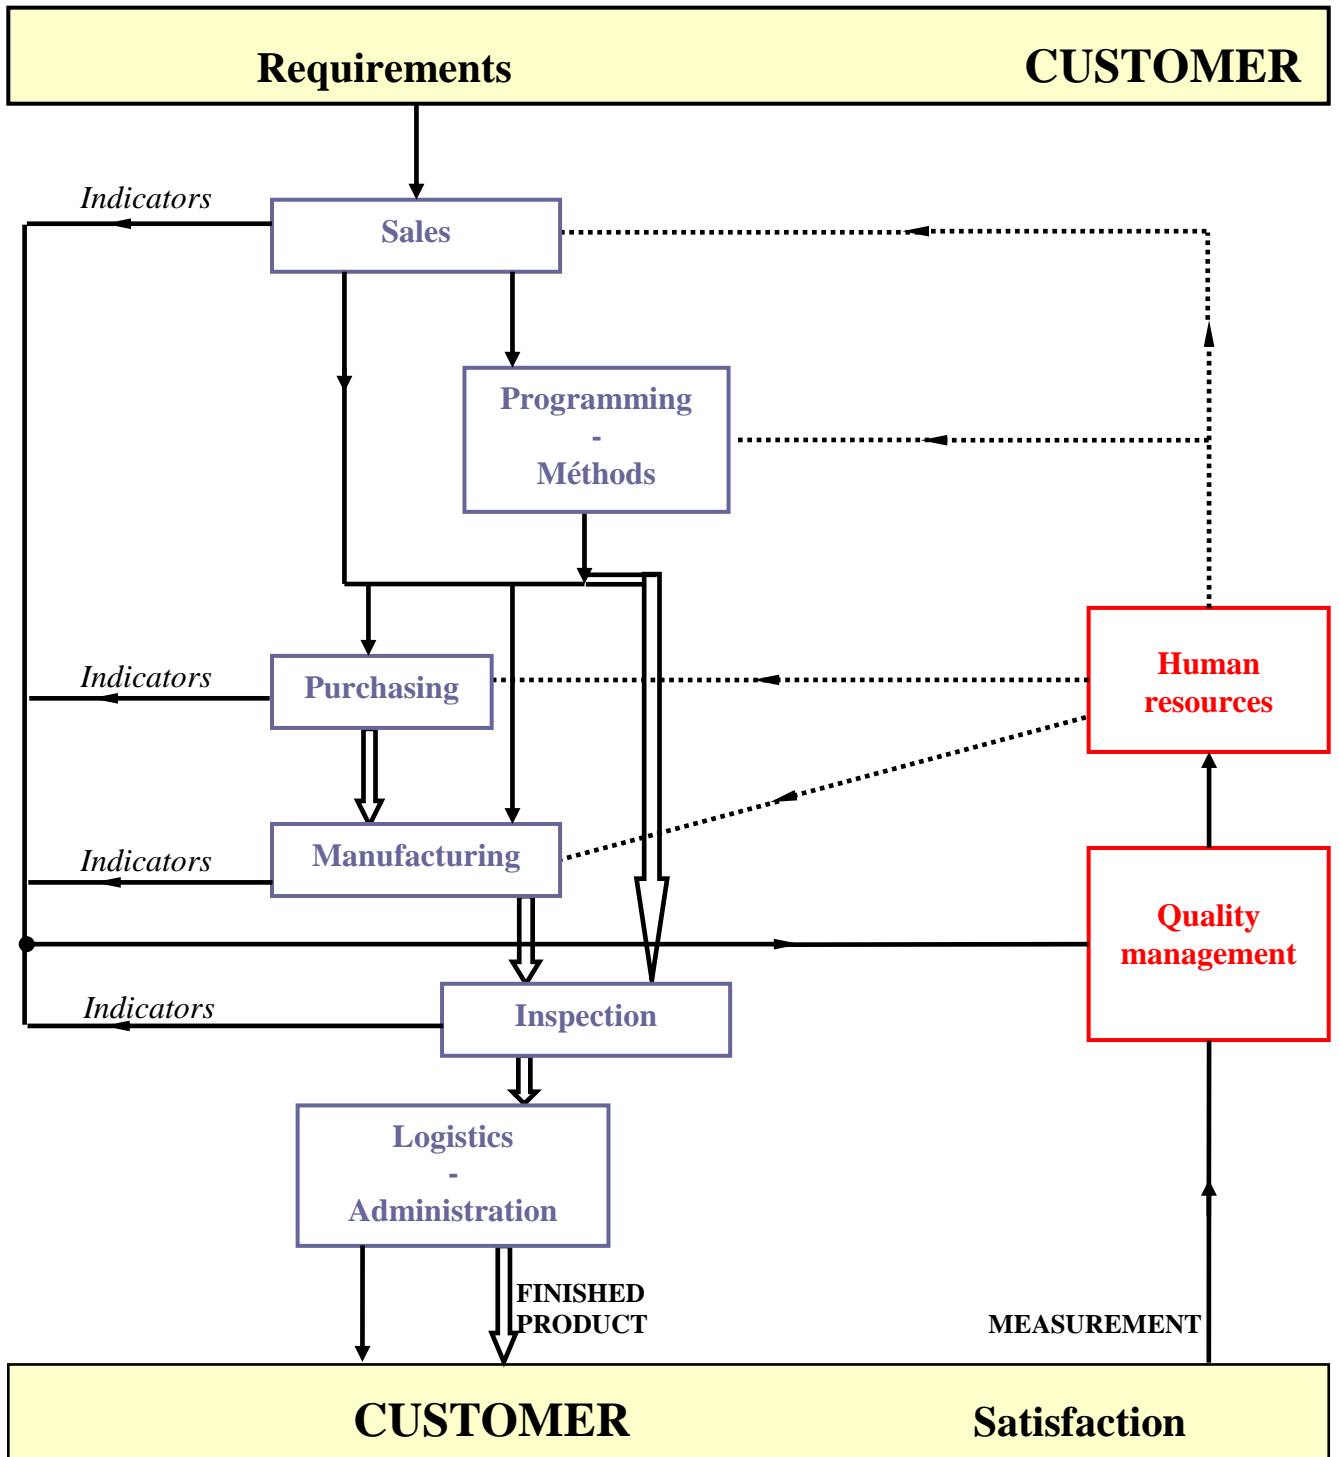 Requirements
CUSTOMER
Indicators
Sales
Programming
-
Méthods
Indicators
Purchasing
Human
resources
Indicators
Manufacturing
Quality
management
Indicators
Inspection
Logistics
-
Administration
FINISHED
PRODUCT
MEASUREMENT
CUSTOMER
Satisfaction